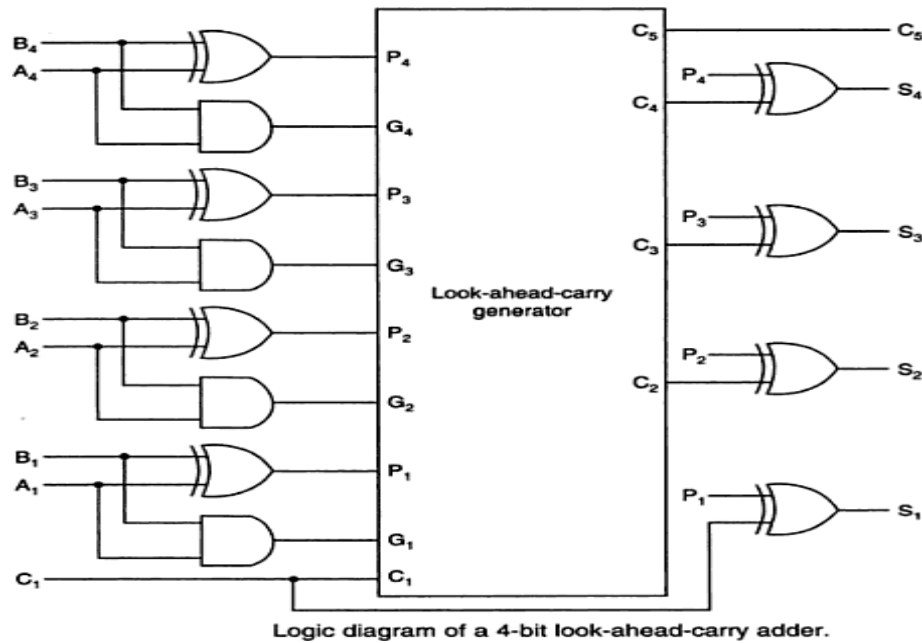 B₄
A₄
P₄
G₄
B₃
A₃
P₃
G₃
B₂
A₂
P₂
G₂
B₁
A₁
P₁
G₁
C₁
C₁
Look-ahead-carry
generator
C₅
C₅
P₄
C₄
S₄
P₃
C₃
S₃
P₂
C₂
S₂
P₁
S₁
Logic diagram of a 4-bit look-ahead-carry adder.